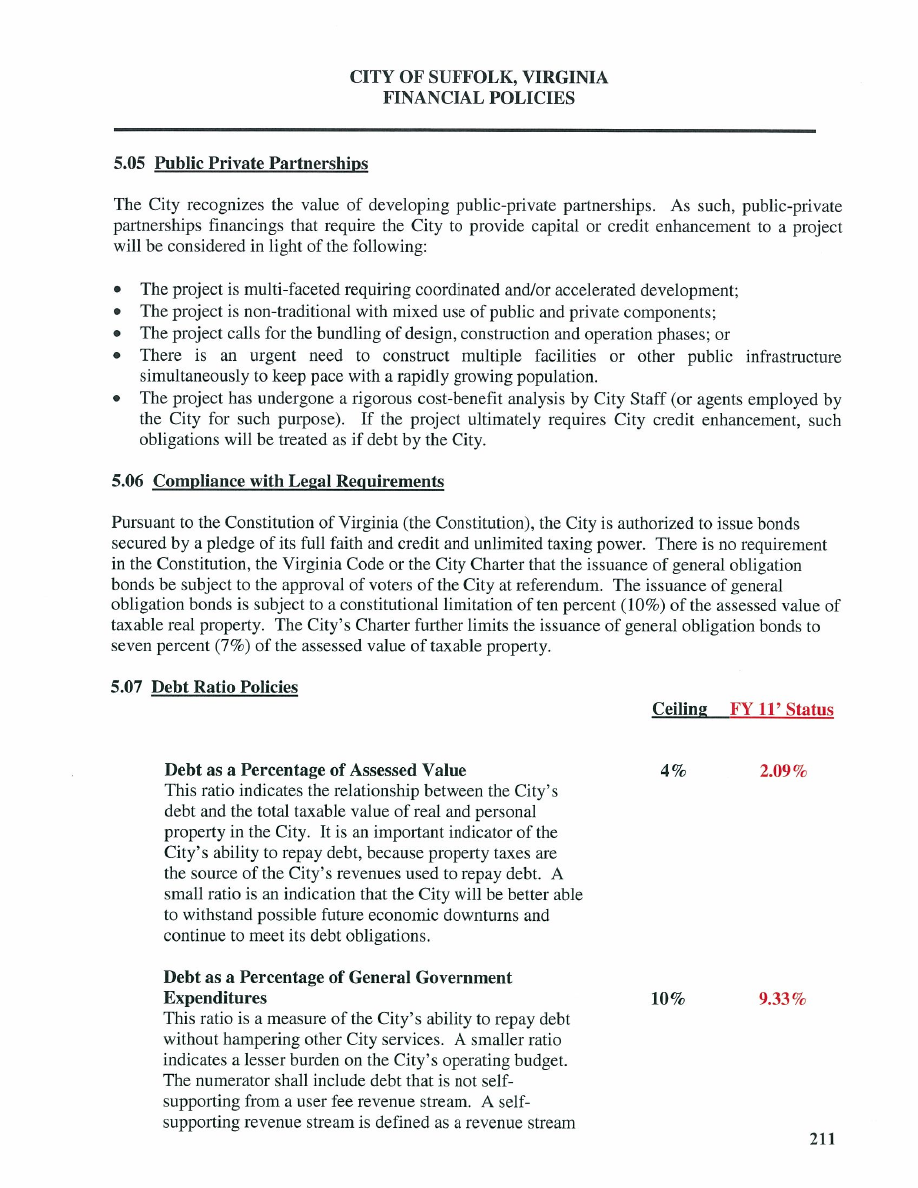 CITY OF SUFFOLK, VIRGINIA
FINANCIAL POLICIES
5.05 Public Private Partnerships
The City recognizes the value of developing public-private partnerships. As such, public-private
partnerships financings that require the City to provide capital or credit enhancement to a project
will be considered in light of the following:
• The project is multi-faceted requiring coordinated and/or accelerated development;
• The project is non-traditional with mixed use of public and private components;
• The project calls for the bundling of design, construction and operation phases; or
• There is an urgent need to construct multiple facilities or other public infrastructure
simultaneously to keep pace with a rapidly growing population.
• The project has undergone a rigorous cost-benefit analysis by City Staff (or agents employed by
the City for such purpose). If the project ultimately requires City credit enhancement, such
obligations will be treated as if debt by the City.
5.06 Compliance with Legal Requirements
Pursuant to the Constitution of Virginia (the Constitution), the City is authorized to issue bonds
secured by a pledge of its full faith and credit and unlimited taxing power. There is no requirement
in the Constitution, the Virginia Code or the City Charter that the issuance of general obligation
bonds be subject to the approval of voters of the City at referendum. The issuance of general
obligation bonds is subject to a constitutional limitation of ten percent (10%) of the assessed value of
taxable real property. The City's Charter further limits the issuance of general obligation bonds to
seven percent (7%) of the assessed value of taxable property.
5.07 Debt Ratio Policies
Ceiling FY 11' Status
Debt as a Percentage of Assessed Value 4% 2.09%
This ratio indicates the relationship between the City's
debt and the total taxable value of real and personal
property in the City. It is an important indicator of the
City's ability to repay debt, because property taxes are
the source of the City's revenues used to repay debt. A
small ratio is an indication that the City will be better able
to withstand possible future economic downturns and
continue to meet its debt obligations.
Debt as a Percentage of General Government
Expenditures 10% 9.33%
This ratio is a measure of the City's ability to repay debt
without hampering other City services. A smaller ratio
indicates a lesser burden on the City's operating budget.
The numerator shall include debt that is not self-
supporting from a user fee revenue stream. A self-
supporting revenue stream is defined as a revenue stream
211